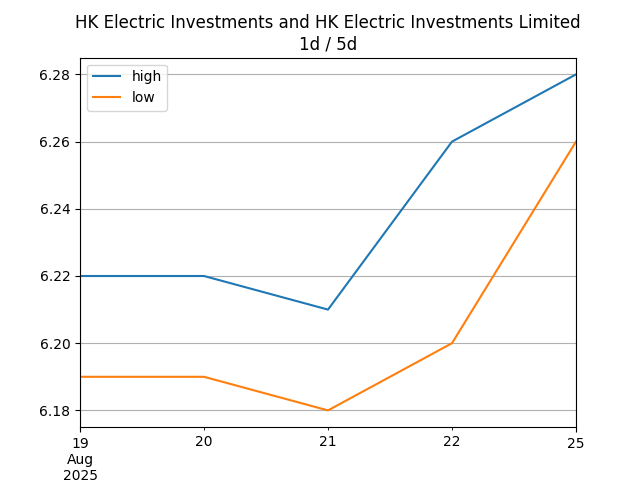 HK Electric Investments and HK Electric Investments Limited
1d / 5d
high
low
6.28
6.26
6.24
6.22
6.20
6.18
19 20 21 22 25
Aug
2025